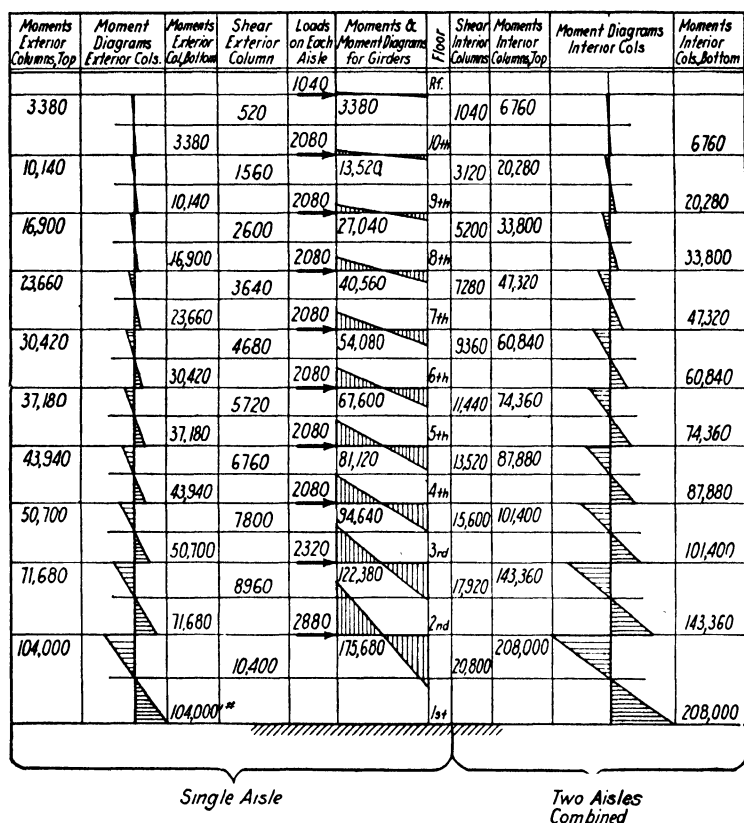 Moments Exterior Columns, Top
Moment Diagrams Exterior Cols.
Moments Exterior Col, Bottom
Shear Exterior Column
Loads on Each Aisle
Moments & Moment Diagrams for Girders
Floor
Shear Interior Columns
Moments Interior Columns, Top
Moment Diagrams Interior Cols
Moments Interior Cols, Bottom
1040 Rf.
3380 520 3380 1040 6760
3380 2080 10th 6760
10,140 1560 13,520 3120 20,280
10,140 2080 9th 20,280
16,900 2600 27,040 5200 33,800
16,900 2080 8th 33,800
23,660 3640 40,560 7280 47,320
23,660 2080 7th 47,320
30,420 4680 54,080 9360 60,840
30,420 2080 6th 60,840
37,180 5720 67,600 11,440 74,360
37,180 2080 5th 74,360
43,940 6760 81,120 13,520 87,880
43,940 2080 4th 87,880
50,700 7800 94,640 15,600 101,400
50,700 2320 3rd 101,400
71,680 8960 122,380 17,920 143,360
71,680 2880 2nd 143,360
104,000 10,400 175,680 20,800 208,000
104,000'# 1st 208,000
Single Aisle
Two Aisles
Combined